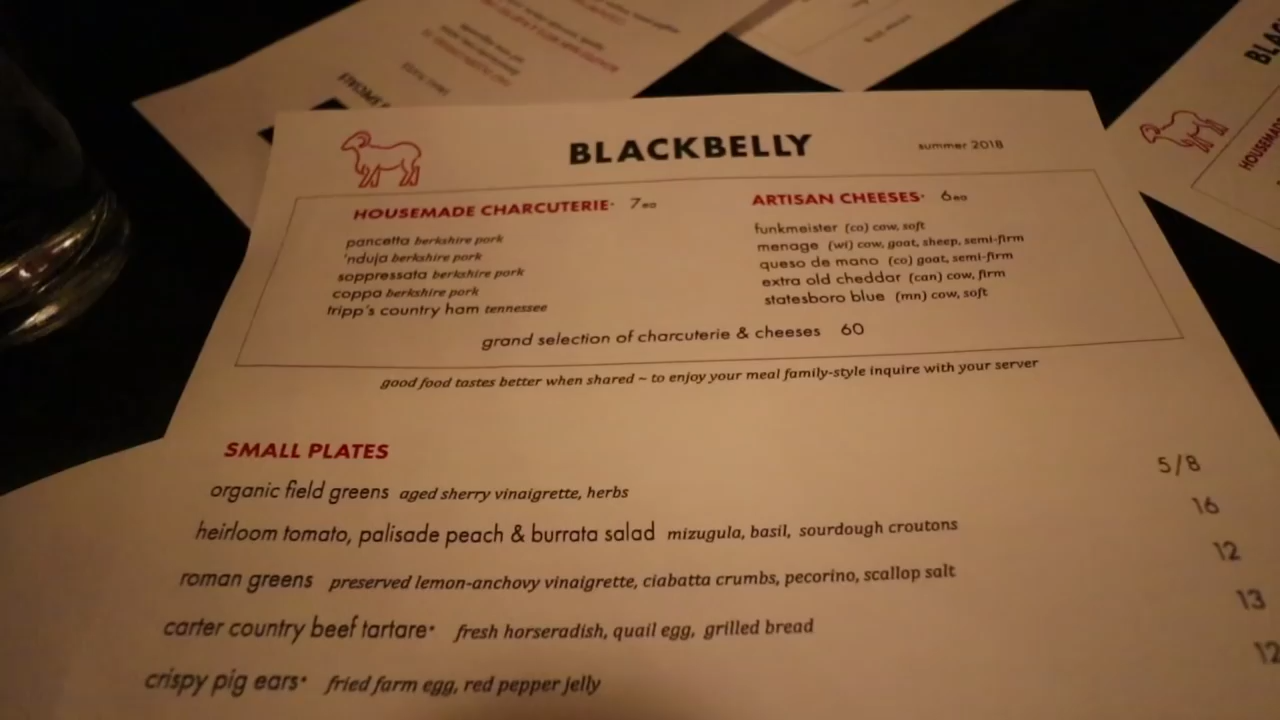 BLACKBELLY summer 2018
HOUSEMADE CHARCUTERIE· 7ea
pancetta berkshire pork
'nduja berkshire pork
soppressata berkshire pork
coppa berkshire pork
tripp's country ham tennessee
ARTISAN CHEESES· 6ea
funkmeister (co) cow, soft
menage (wi) cow, goat, sheep, semi-firm
queso de mano (co) goat, semi-firm
extra old cheddar (can) cow, firm
statesboro blue (mn) cow, soft
grand selection of charcuterie & cheeses 60
good food tastes better when shared ~ to enjoy your meal family-style inquire with your server
SMALL PLATES
organic field greens aged sherry vinaigrette, herbs 5/8
heirloom tomato, palisade peach & burrata salad mizugula, basil, sourdough croutons 16
roman greens preserved lemon-anchovy vinaigrette, ciabatta crumbs, pecorino, scallop salt 12
carter country beef tartare· fresh horseradish, quail egg, grilled bread 13
crispy pig ears· fried farm egg, red pepper jelly 12